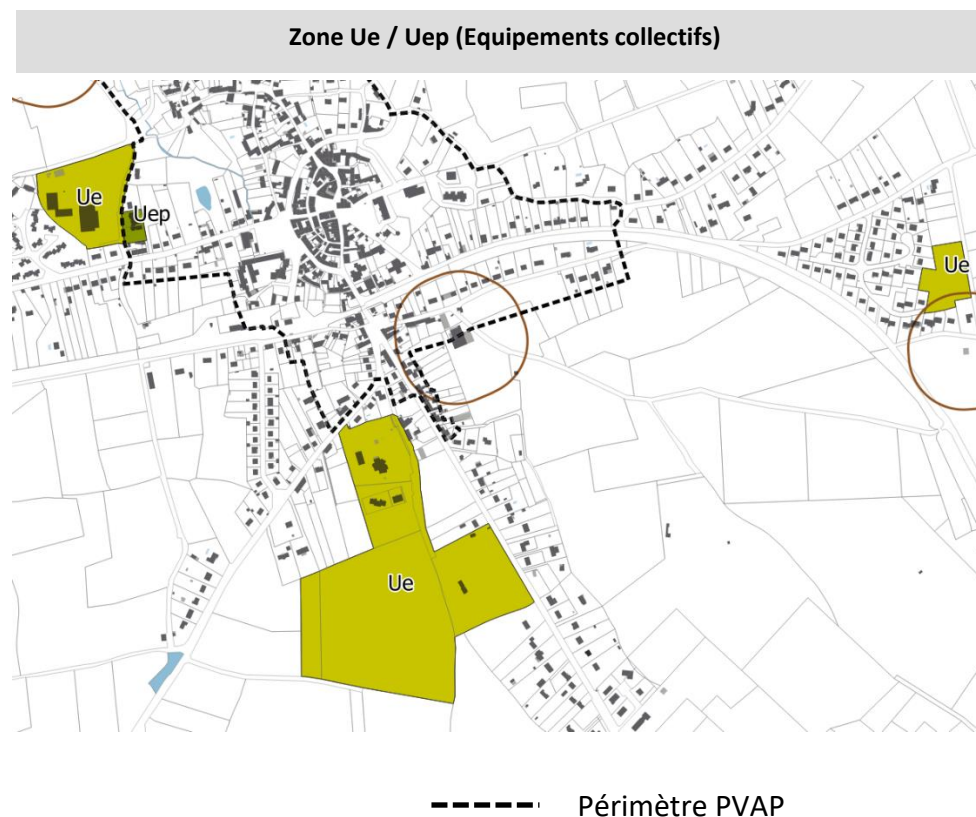 Zone Ue / Uep (Equipements collectifs)
Ue
Uep
Ue
Ue
Périmètre PVAP